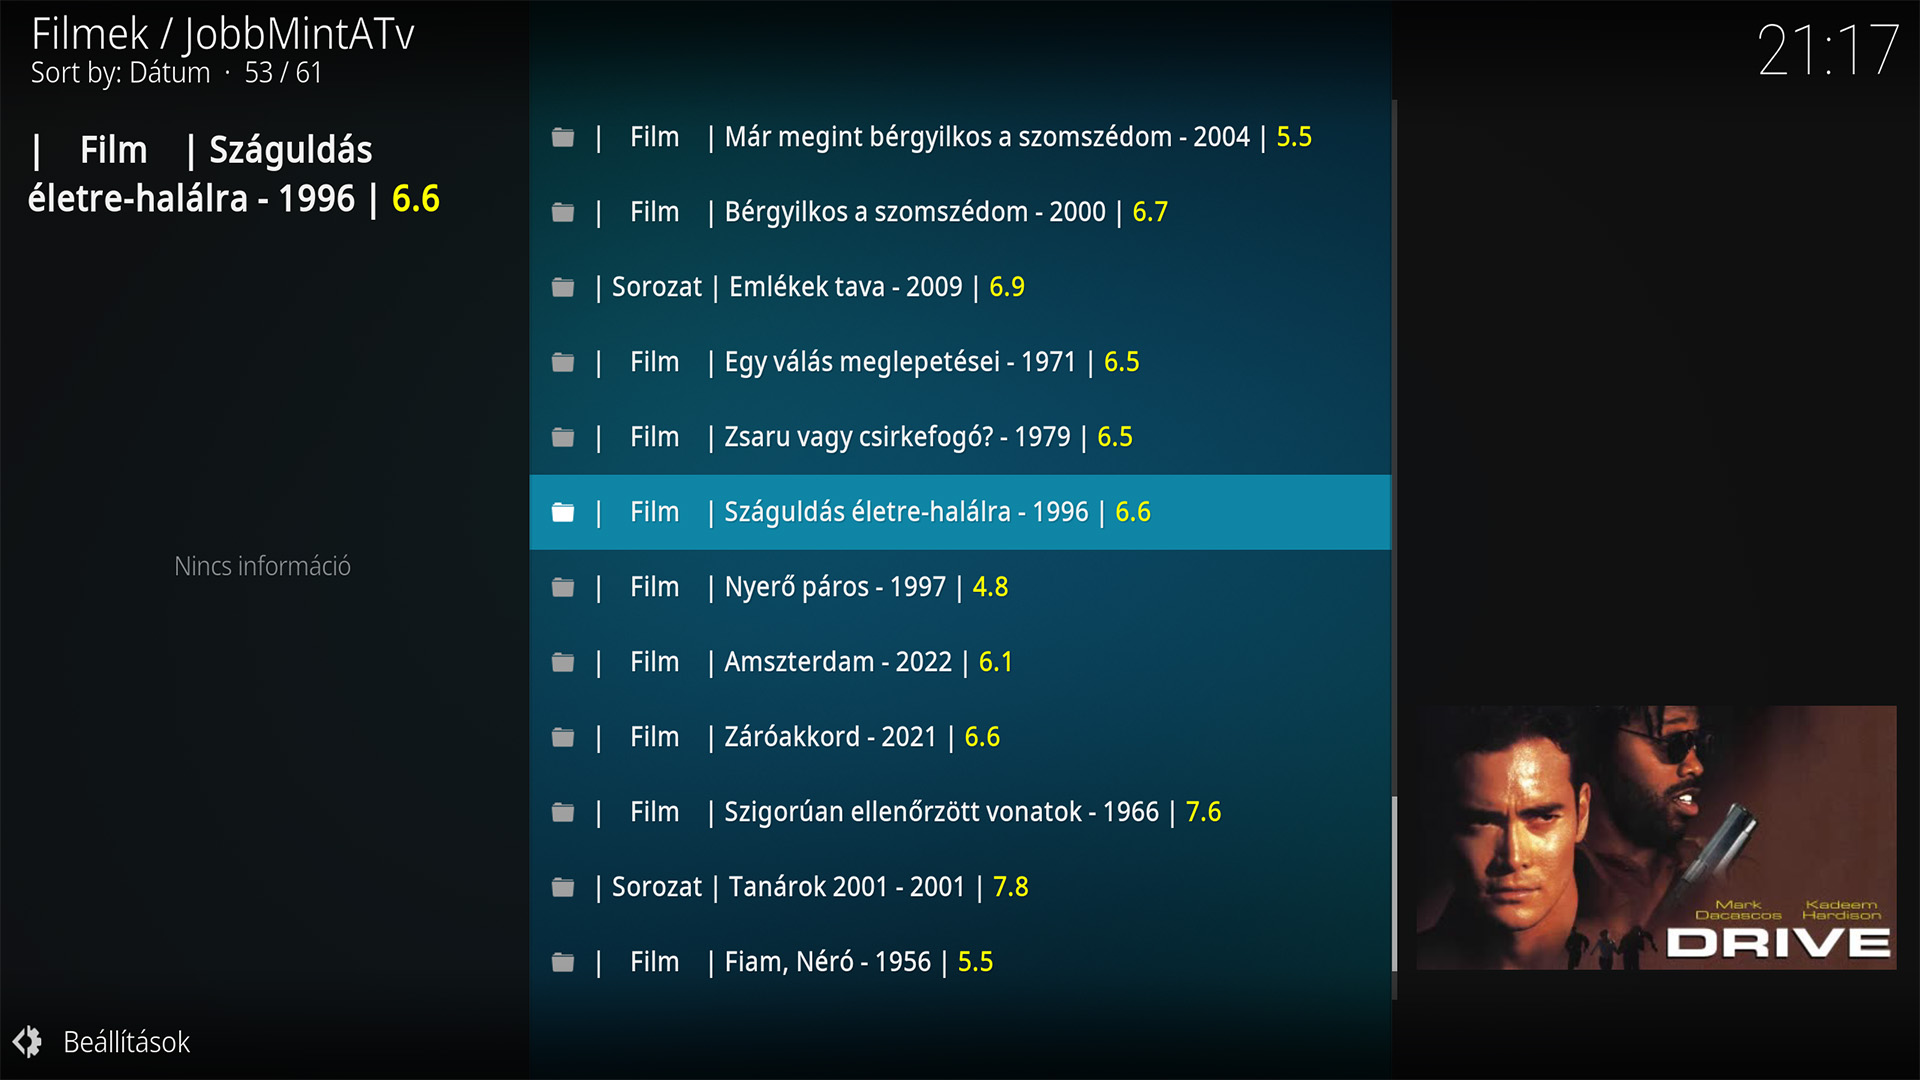 Filmek / JobbMintATv
Sort by: Dátum · 53 / 61
21:17
| Film | Száguldás
életre-halálra - 1996 | 6.6
Nincs információ
| Film | Már megint bérgyilkos a szomszédom - 2004 | 5.5
| Film | Bérgyilkos a szomszédom - 2000 | 6.7
| Sorozat | Emlékek tava - 2009 | 6.9
| Film | Egy válás meglepetései - 1971 | 6.5
| Film | Zsaru vagy csirkefogó? - 1979 | 6.5
| Film | Száguldás életre-halálra - 1996 | 6.6
| Film | Nyerő páros - 1997 | 4.8
| Film | Amszterdam - 2022 | 6.1
| Film | Záróakkord - 2021 | 6.6
| Film | Szigorúan ellenőrzött vonatok - 1966 | 7.6
| Sorozat | Tanárok 2001 - 2001 | 7.8
| Film | Fiam, Néró - 1956 | 5.5
Mark Dacascos
Kadeem Hardison
DRIVE
Beállítások